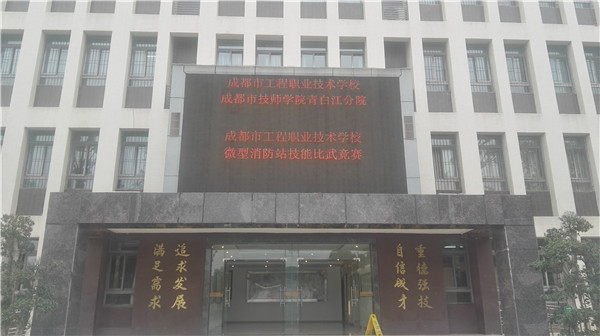 成都市工程职业技术学校
成都市技师学院青白江分院
成都市工程职业技术学校
微型消防站技能比武竞赛
追求发展
满足需求
重德强技
自信成才